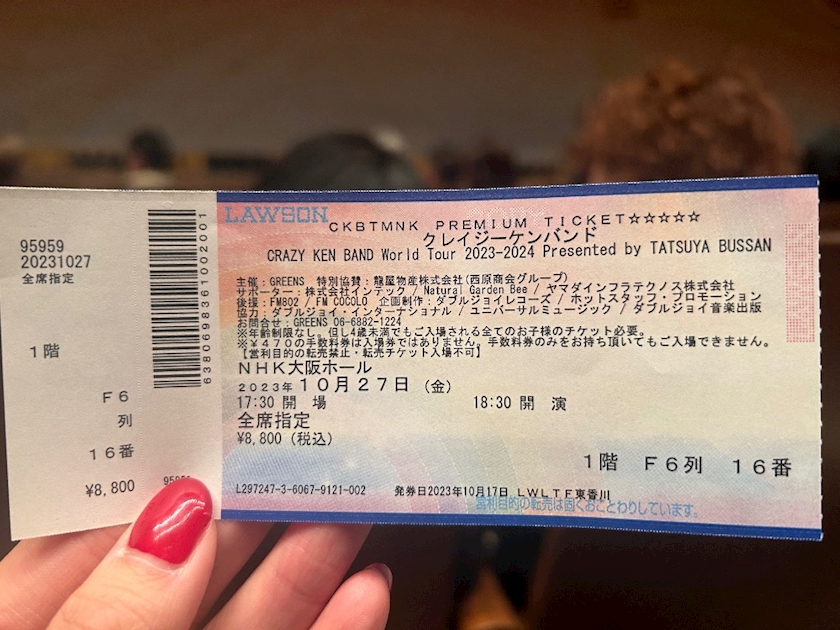 95959
20231027
全席指定
1階
F6
列
16番
¥8,800
6380698361002001
LAWSON
CKBTMNK PREMIUM TICKET☆☆☆☆☆
クレイジーケンバンド
CRAZY KEN BAND World Tour 2023-2024 Presented by TATSUYA BUSSAN
主催：GREENS 特別協賛：龍屋物産株式会社(西原商会グループ)
サポーター：株式会社インテック / Natural Garden Bee / ヤマダインフラテクノス株式会社
後援：FM802 / FM COCOLO 企画制作：ダブルジョイレコーズ / ホットスタッフ・プロモーション
協力：ダブルジョイ・インターナショナル / ユニバーサルミュージック / ダブルジョイ音楽出版
お問合せ：GREENS 06-6882-1224
※年齢制限なし。但し4歳未満でもご入場される全てのお子様のチケット必要。
※￥４７０の手数料券は入場券ではありません。手数料券のみをお持ち頂いてもご入場できません。
【営利目的の転売禁止・転売チケット入場不可】
NHK大阪ホール
2023年10月27日（金）
17:30 開 場 18:30 開 演
全席指定
¥8,800（税込）
1階 F6列 16番
L297247-3-6067-9121-002 発券日2023年10月17日 LWLTF東香川
営利目的の転売は固くおことわりしています。